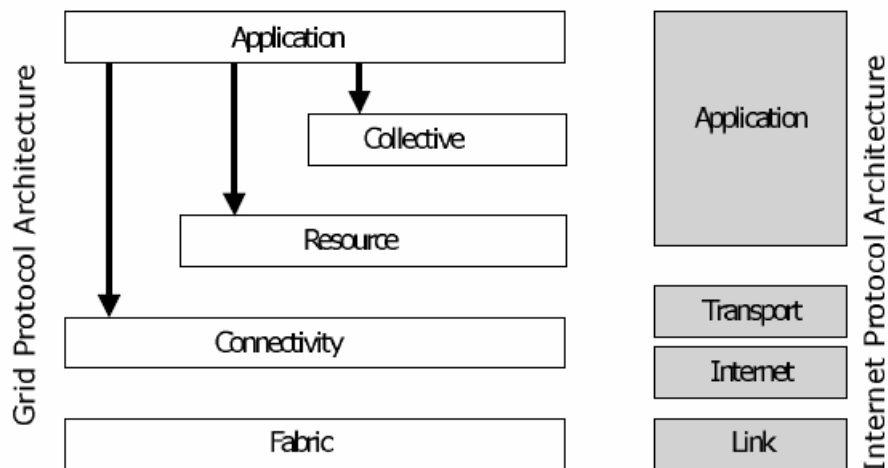 Grid Protocol Architecture
Application
Collective
Resource
Connectivity
Fabric
Application
Transport
Internet
Link
Internet Protocol Architecture